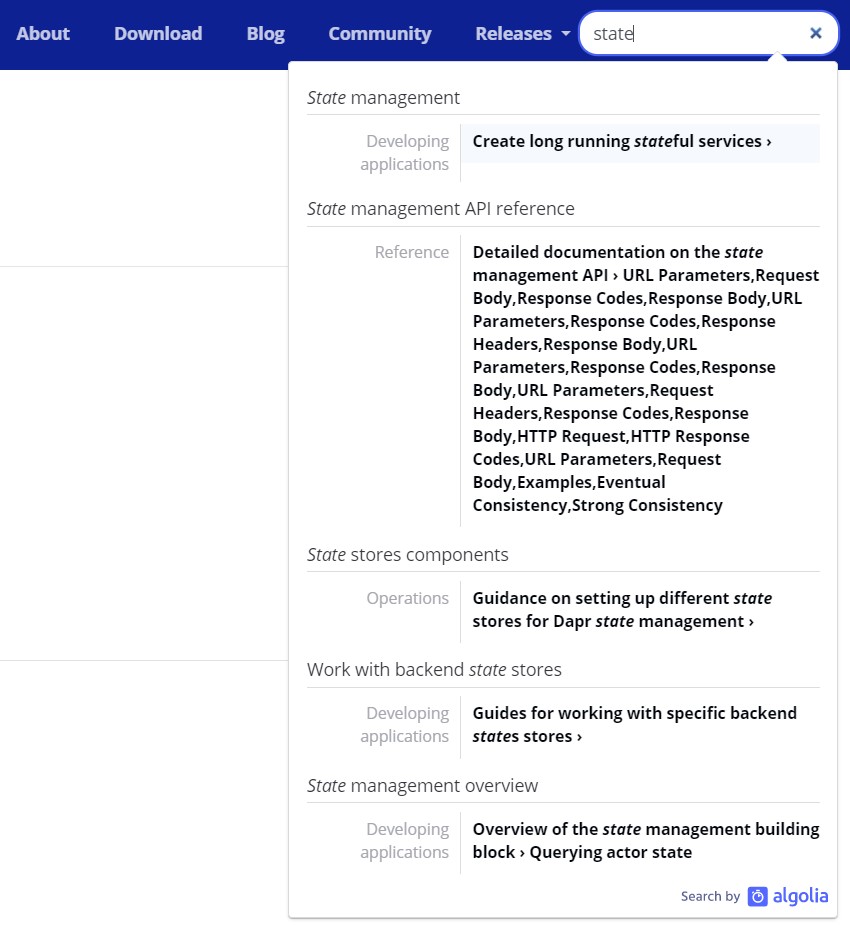 About Download Blog Community Releases state
State management
Developing applications
Create long running stateful services ›
State management API reference
Reference
Detailed documentation on the state
management API › URL Parameters,Request
Body,Response Codes,Response Body,URL
Parameters,Response Codes,Response
Headers,Response Body,URL
Parameters,Response Codes,Response
Body,URL Parameters,Request
Headers,Response Codes,Response
Body,HTTP Request,HTTP Response
Codes,URL Parameters,Request
Body,Examples,Eventual
Consistency,Strong Consistency
State stores components
Operations
Guidance on setting up different state
stores for Dapr state management ›
Work with backend state stores
Developing
applications
Guides for working with specific backend
states stores ›
State management overview
Developing
applications
Overview of the state management building
block › Querying actor state
Search by algolia